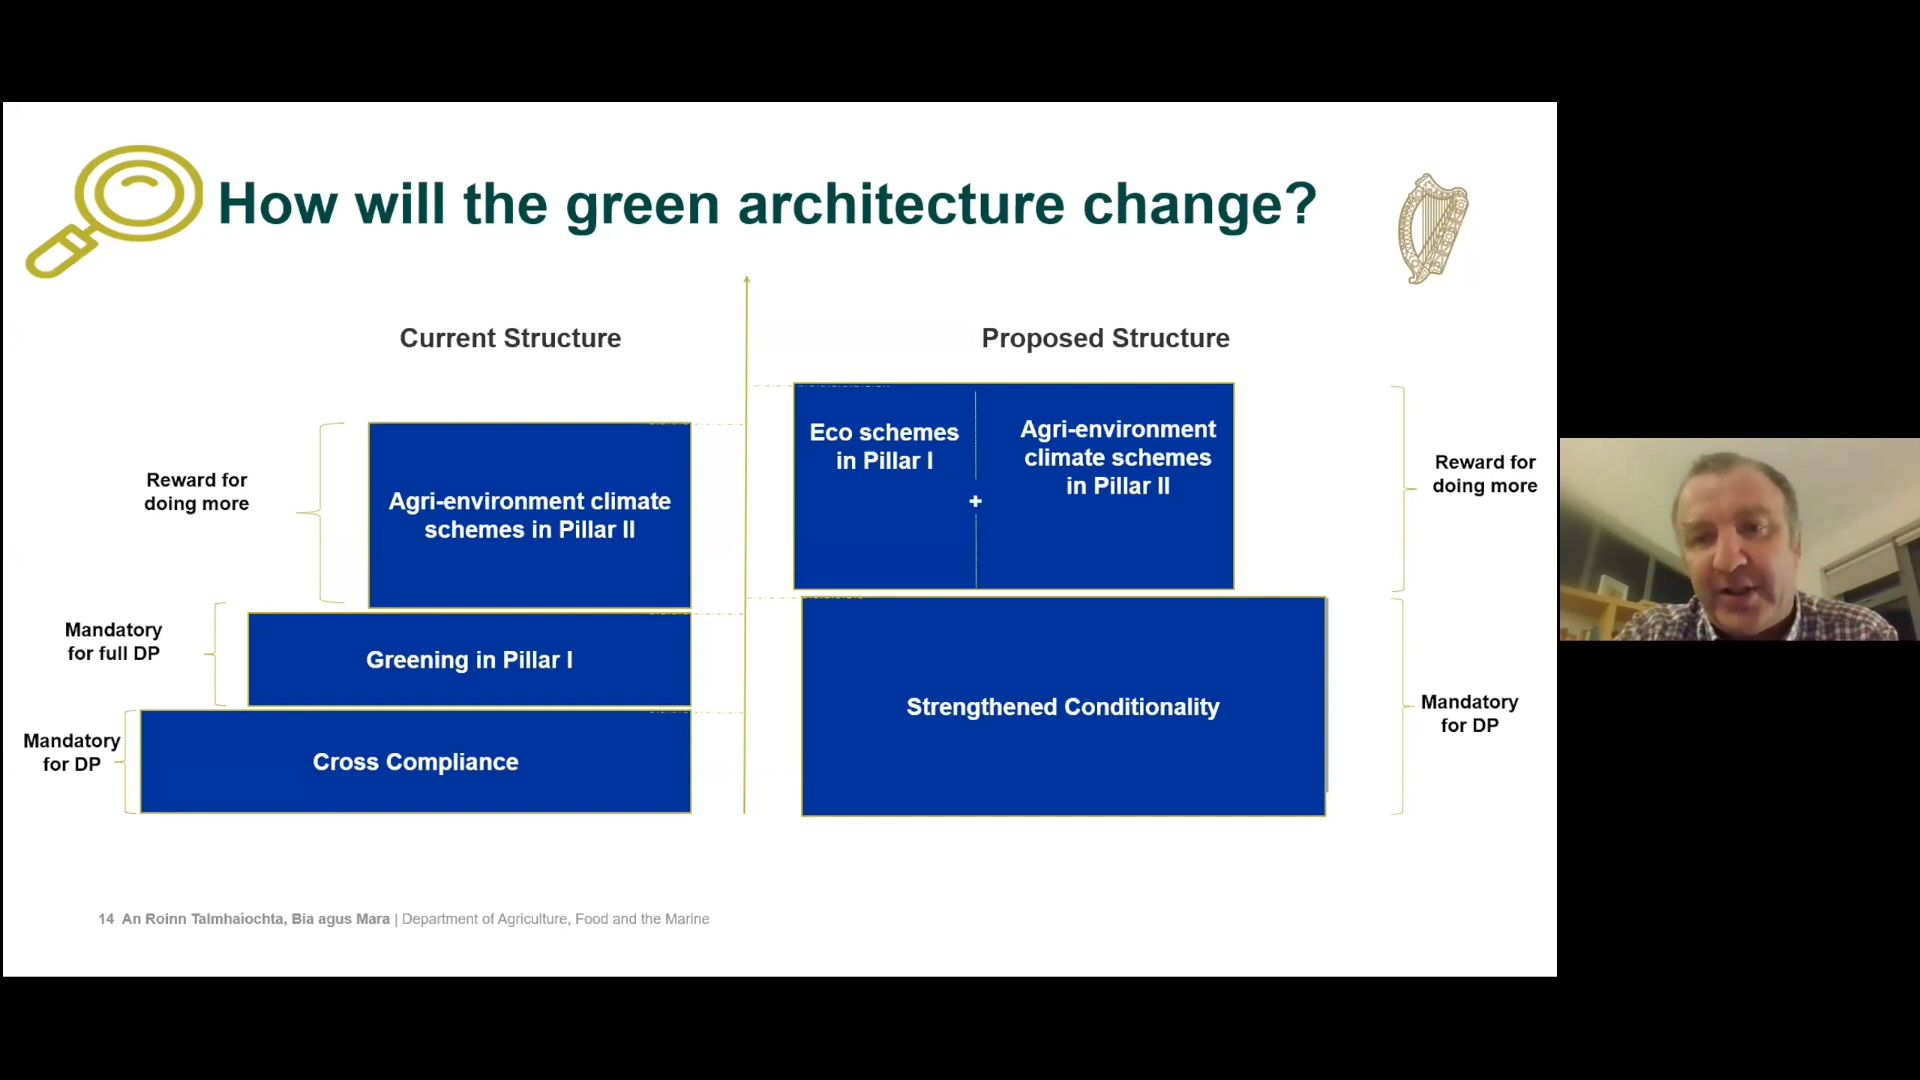 How will the green architecture change?
Current Structure
Reward for
doing more
Agri-environment climate
schemes in Pillar II
Mandatory
for full DP
Greening in Pillar I
Mandatory
for DP
Cross Compliance
Proposed Structure
Eco schemes
in Pillar I
+
Agri-environment
climate schemes
in Pillar II
Reward for
doing more
Strengthened Conditionality
Mandatory
for DP
14 An Roinn Talmhaíochta, Bia agus Mara | Department of Agriculture, Food and the Marine